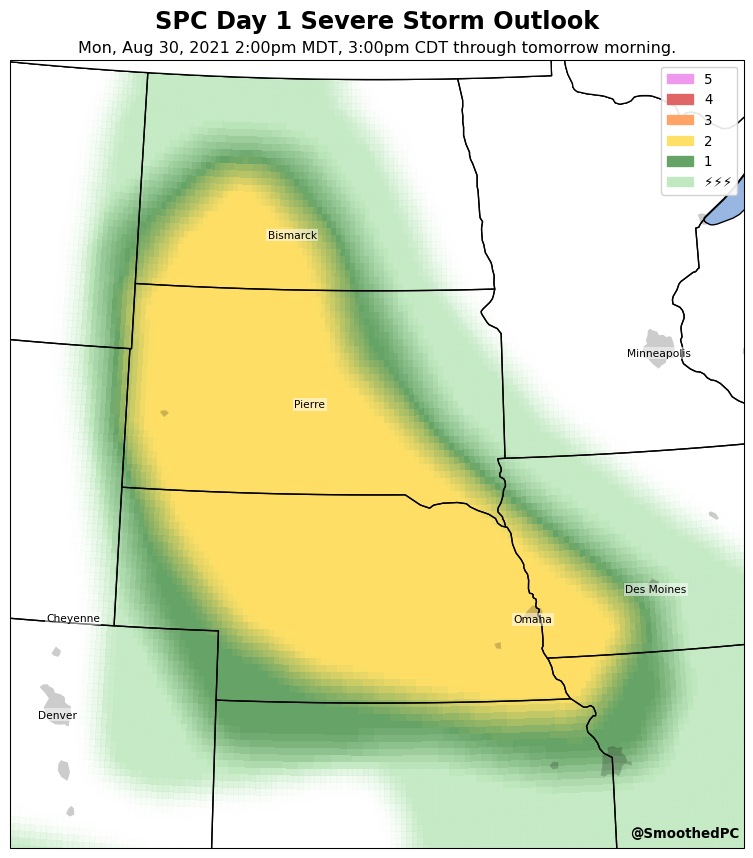 SPC Day 1 Severe Storm Outlook
Mon, Aug 30, 2021 2:00pm MDT, 3:00pm CDT through tomorrow morning.
5
4
3
2
1
⚡⚡⚡
Bismarck
Minneapolis
Pierre
Des Moines
Cheyenne
Omaha
Denver
@SmoothedPC